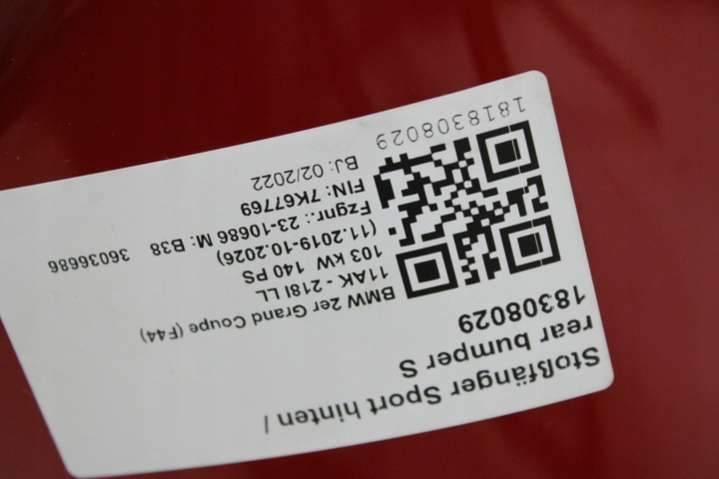 Stoßfänger Sport hinten /
rear bumper S
18308029
BMW 2er Grand Coupe (F44)
11AK - 218I LL
103 kW 140 PS
(11.2019-10.2026)
Fzgnr.: 23-10686 M: B38 36036686
FIN: 7K67769
BJ: 02/2022
1818308029